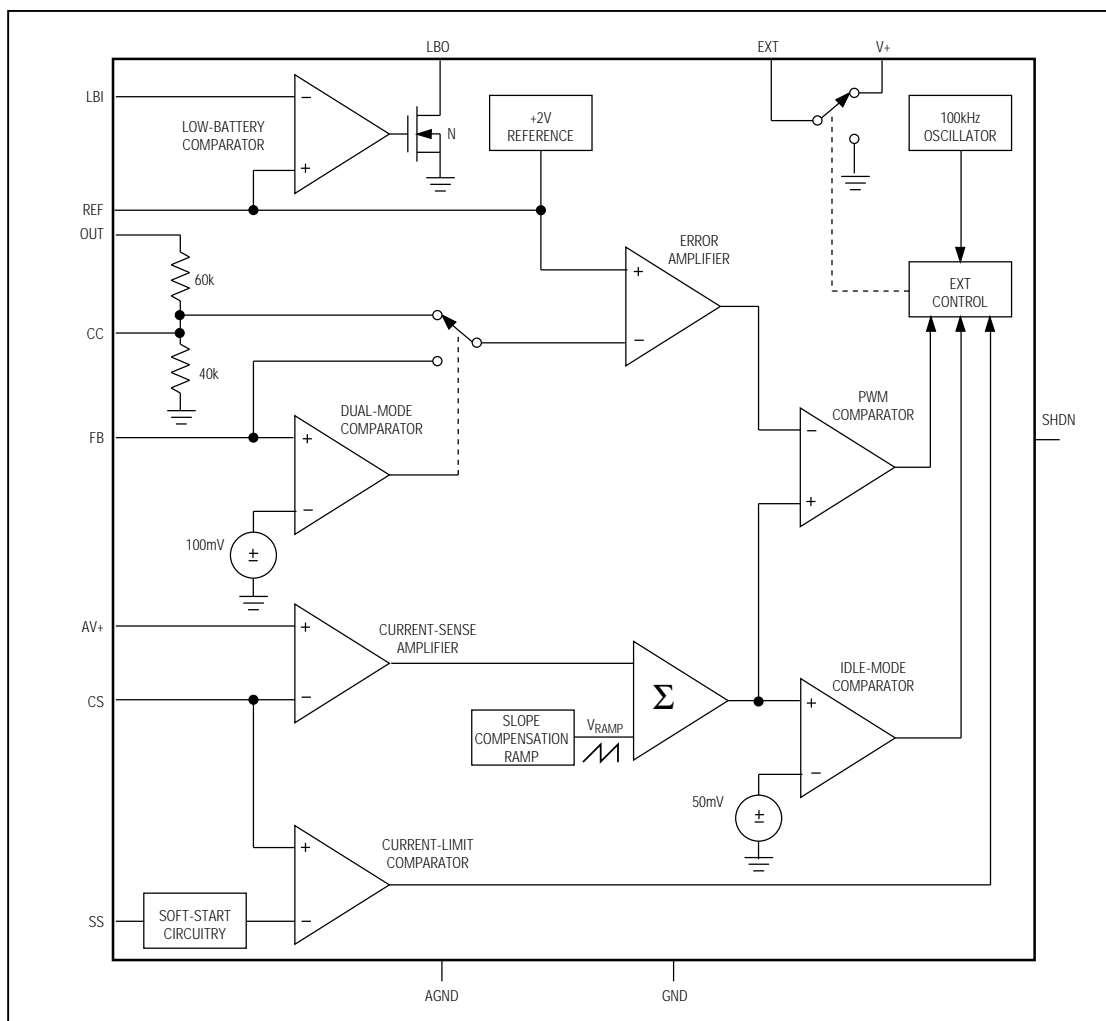 LBO
EXT
V+
LBI
LOW-BATTERY
COMPARATOR
−
+
N
+2V
REFERENCE
100kHz
OSCILLATOR
REF
OUT
60k
ERROR
AMPLIFIER
+
−
EXT
CONTROL
CC
40k
DUAL-MODE
COMPARATOR
PWM
COMPARATOR
FB
+
−
−
+
SHDN
100mV
±
AV+
+
−
CURRENT-SENSE
AMPLIFIER
CS
Σ
IDLE-MODE
COMPARATOR
+
−
SLOPE
COMPENSATION
RAMP
VRAMP
50mV
±
CURRENT-LIMIT
COMPARATOR
+
−
SS
SOFT-START
CIRCUITRY
AGND
GND